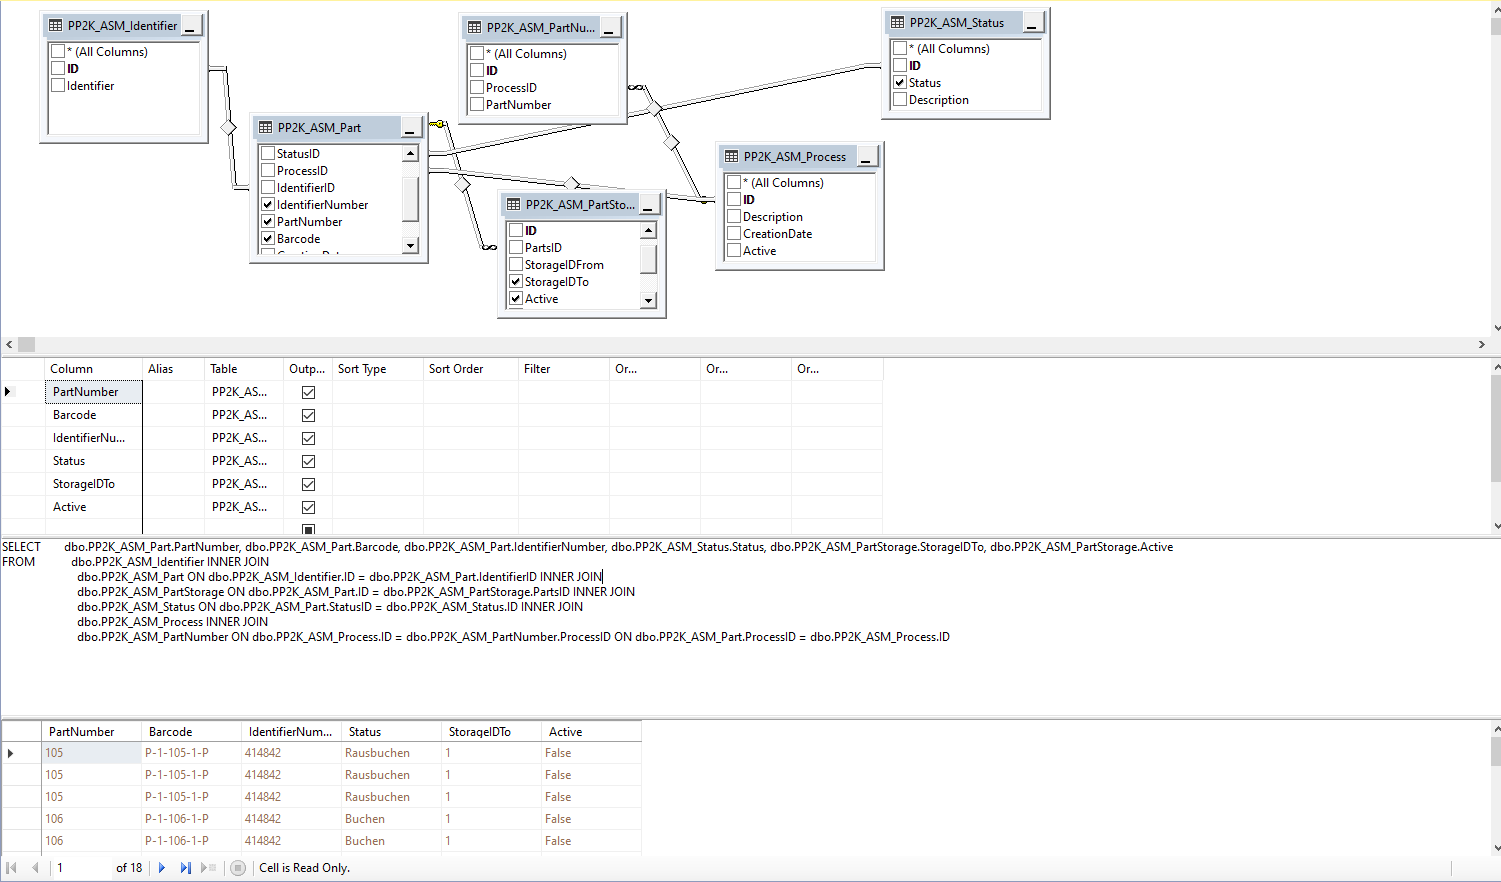 PP2K_ASM_Identifier
* (All Columns)
ID
Identifier
PP2K_ASM_PartNu...
* (All Columns)
ID
ProcessID
PartNumber
PP2K_ASM_Status
* (All Columns)
ID
Status
Description
PP2K_ASM_Part
StatusID
ProcessID
IdentifierID
IdentifierNumber
PartNumber
Barcode
PP2K_ASM_PartSto...
ID
PartsID
StorageIDFrom
StorageIDTo
Active
PP2K_ASM_Process
* (All Columns)
ID
Description
CreationDate
Active
Column Alias Table Outp... Sort Type Sort Order Filter Or... Or... Or...
PartNumber PP2K_AS...
Barcode PP2K_AS...
IdentifierNu... PP2K_AS...
Status PP2K_AS...
StorageIDTo PP2K_AS...
Active PP2K_AS...
SELECT dbo.PP2K_ASM_Part.PartNumber, dbo.PP2K_ASM_Part.Barcode, dbo.PP2K_ASM_Part.IdentifierNumber, dbo.PP2K_ASM_Status.Status, dbo.PP2K_ASM_PartStorage.StorageIDTo, dbo.PP2K_ASM_PartStorage.Active
FROM dbo.PP2K_ASM_Identifier INNER JOIN
dbo.PP2K_ASM_Part ON dbo.PP2K_ASM_Identifier.ID = dbo.PP2K_ASM_Part.IdentifierID INNER JOIN
dbo.PP2K_ASM_PartStorage ON dbo.PP2K_ASM_Part.ID = dbo.PP2K_ASM_PartStorage.PartsID INNER JOIN
dbo.PP2K_ASM_Status ON dbo.PP2K_ASM_Part.StatusID = dbo.PP2K_ASM_Status.ID INNER JOIN
dbo.PP2K_ASM_Process INNER JOIN
dbo.PP2K_ASM_PartNumber ON dbo.PP2K_ASM_Process.ID = dbo.PP2K_ASM_PartNumber.ProcessID ON dbo.PP2K_ASM_Part.ProcessID = dbo.PP2K_ASM_Process.ID
PartNumber Barcode IdentifierNum... Status StorageIDTo Active
105 P-1-105-1-P 414842 Rausbuchen 1 False
105 P-1-105-1-P 414842 Rausbuchen 1 False
105 P-1-105-1-P 414842 Rausbuchen 1 False
106 P-1-106-1-P 414842 Buchen 1 False
106 P-1-106-1-P 414842 Buchen 1 False
1 of 18 Cell is Read Only.